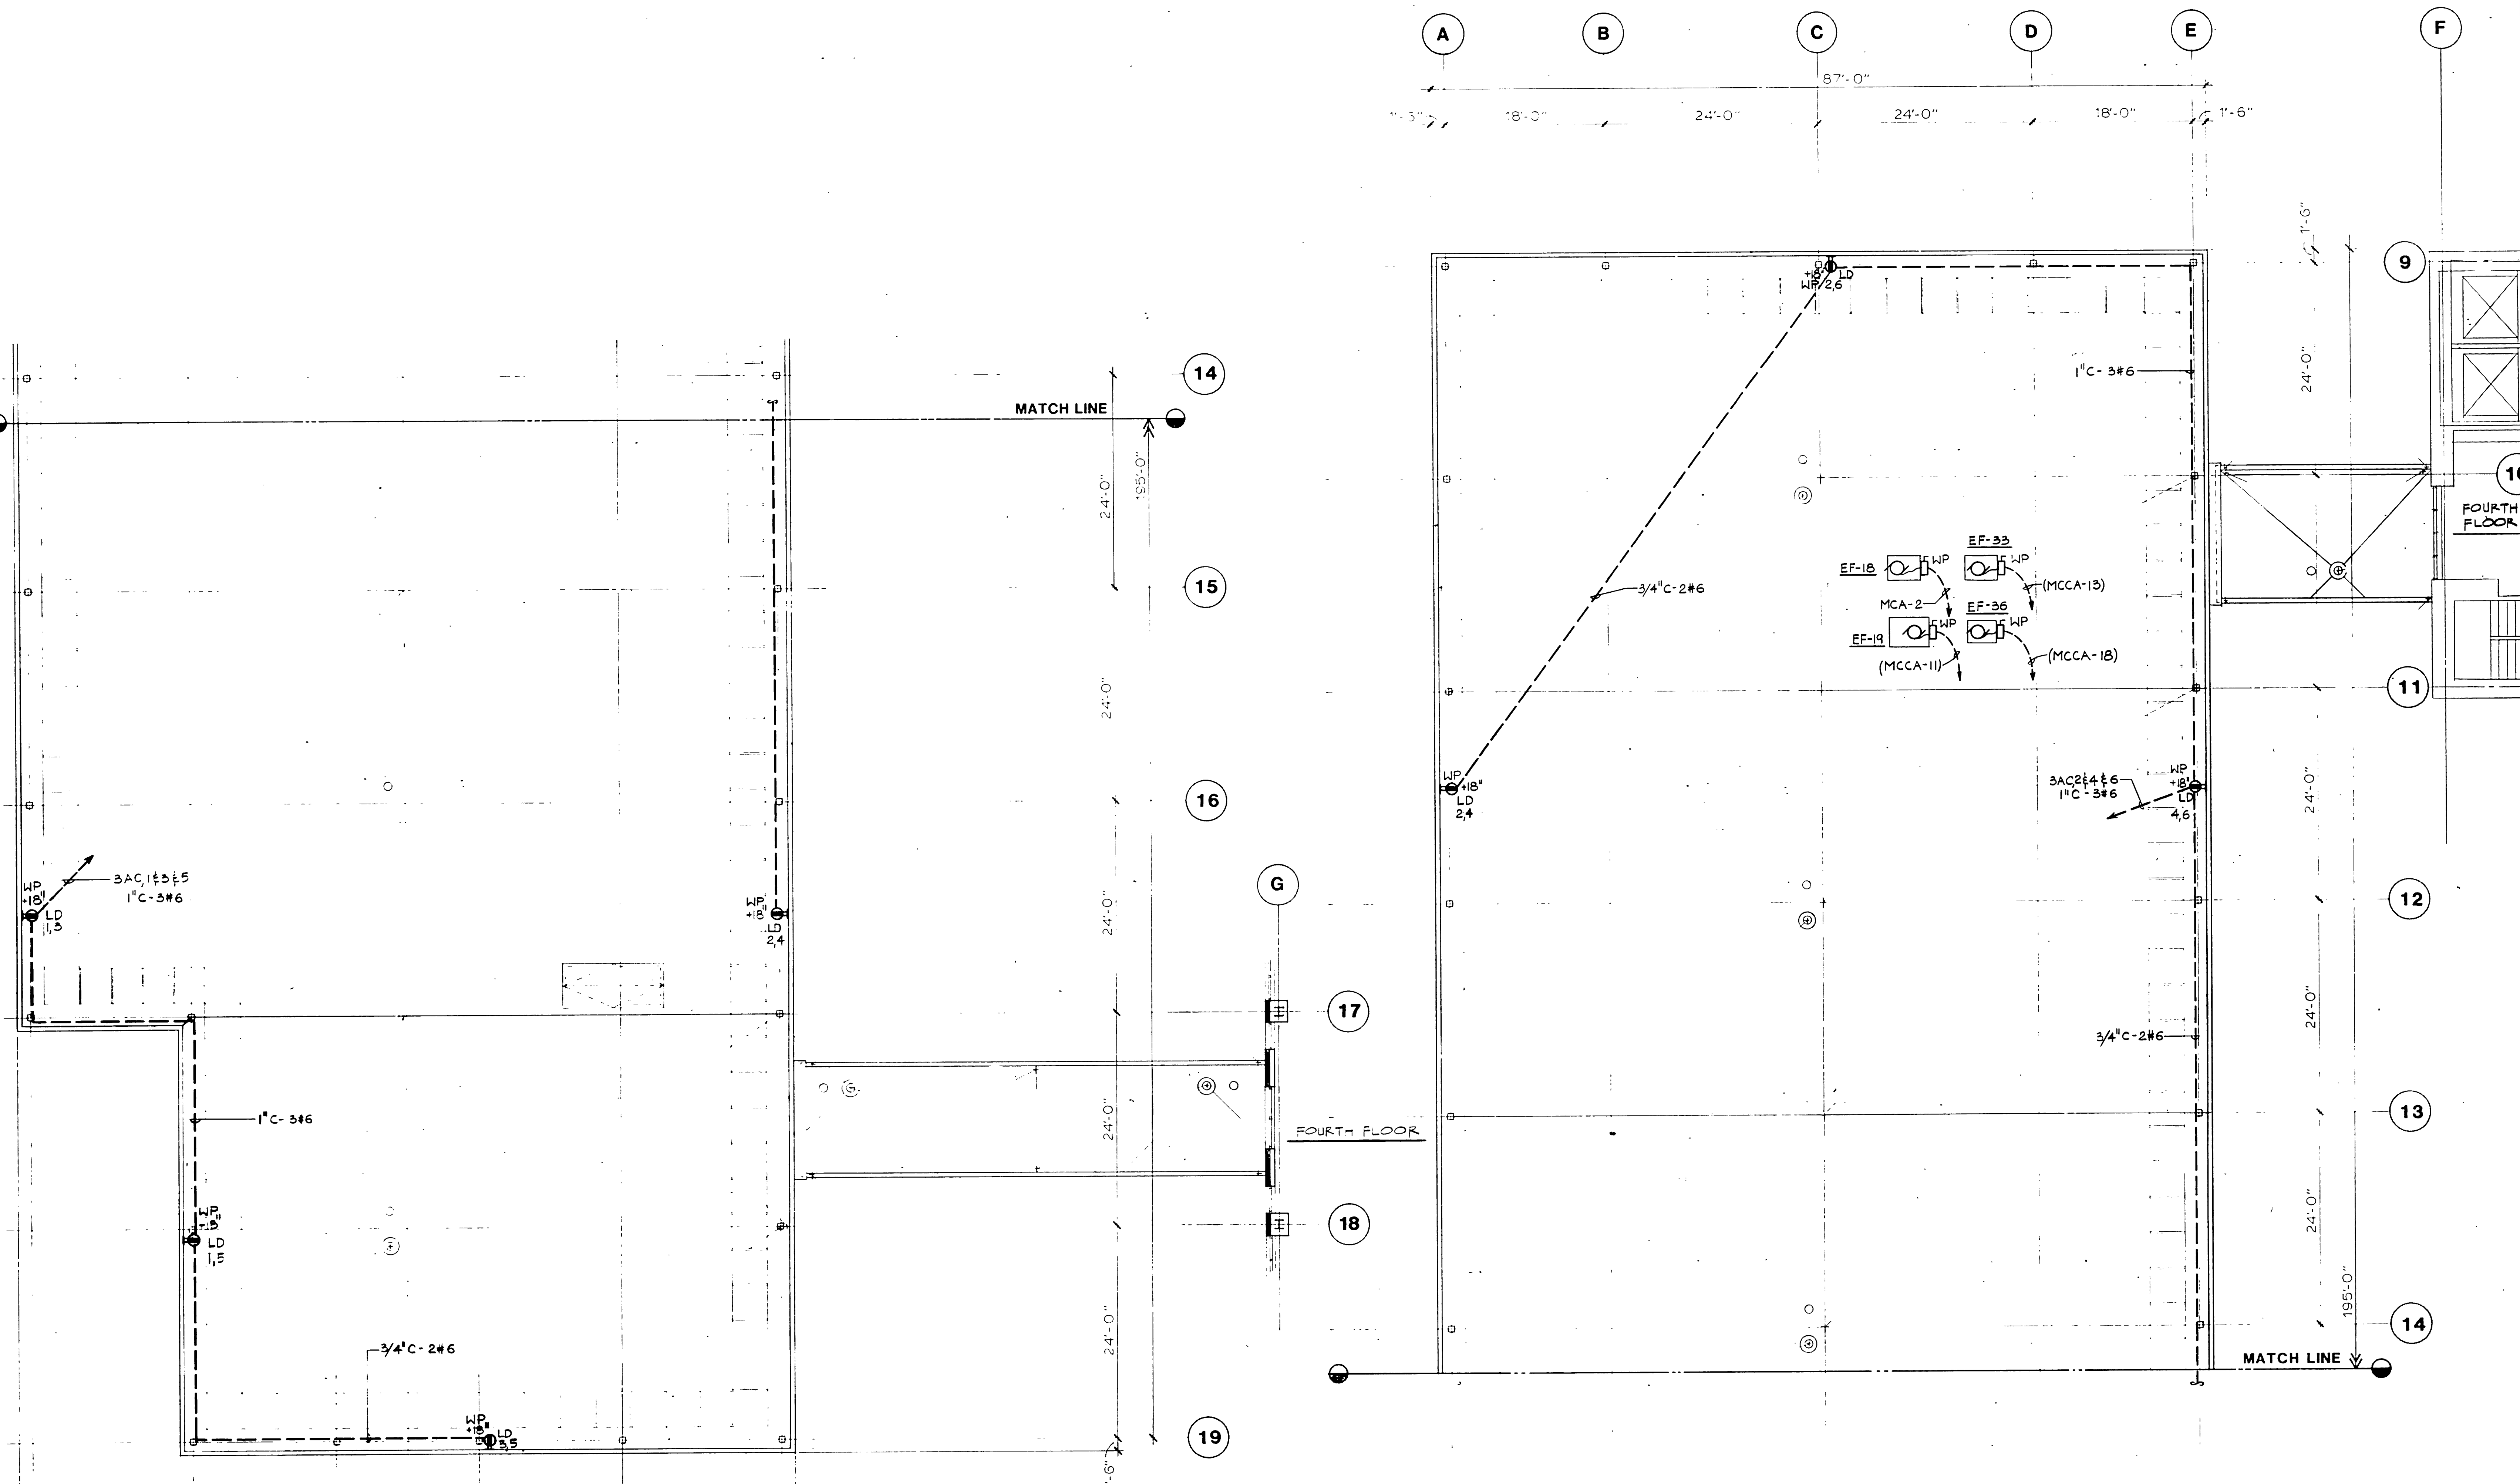 A
B
C
D
E
F
87'-0"
18'-0"
24'-0"
24'-0"
18'-0"
1'-6"
1'-6"
24'-0"
9
+18" LD
WP 2,6
1"C-3#6
14
MATCH LINE
24'-0"
195'-0"
15
24'-0"
16
24'-0"
3AC,1&3&5
1"C-3#6
WP
+18"
LD
1,3
WP
+18"
LD
2,4
G
17
24'-0"
1"C-3#6
FOURTH FLOOR
18
WP
+18"
LD
1,5
24'-0"
3/4"C-2#6
WP
+18"
LD
3,5
19
FOURTH
FLOOR
EF-33
EF-18
WP
WP
(MCCA-13)
MCA-2
EF-36
3/4"C-2#6
EF-19
WP
WP
(MCCA-11)
(MCCA-18)
11
WP
+18"
LD
2,4
3AC,2&4&6
1"C-3#6
WP
+18"
LD
4,6
24'-0"
12
24'-0"
3/4"C-2#6
13
24'-0"
195'-0"
14
MATCH LINE